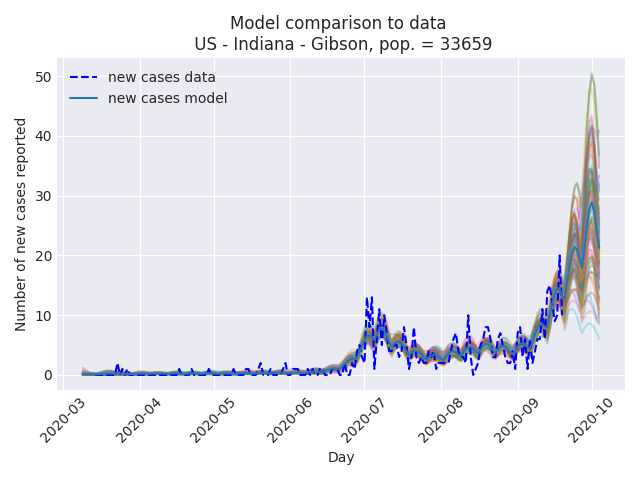 Model comparison to data
US - Indiana - Gibson, pop. = 33659
new cases data
new cases model
Number of new cases reported
50
40
30
20
10
0
2020-03
2020-04
2020-05
2020-06
2020-07
2020-08
2020-09
2020-10
Day